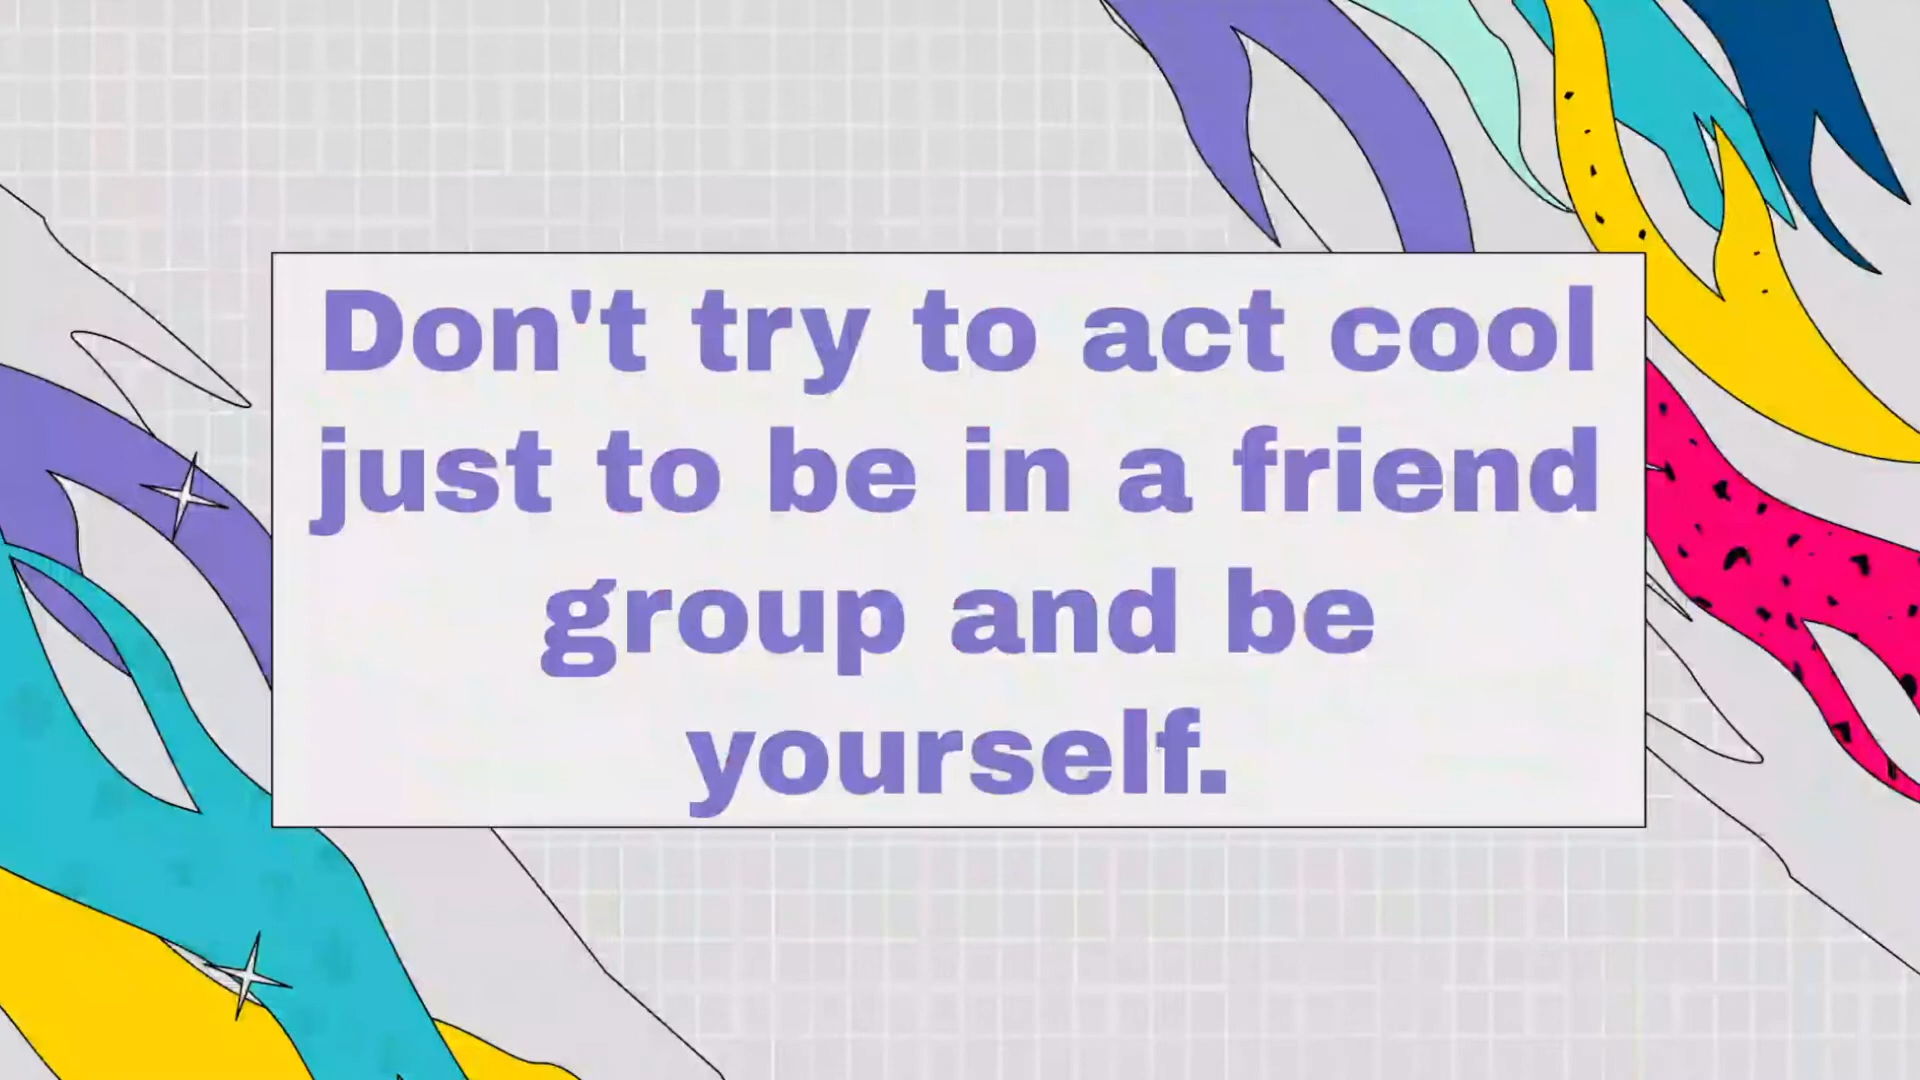 Don't try to act cool
just to be in a friend
group and be
yourself.